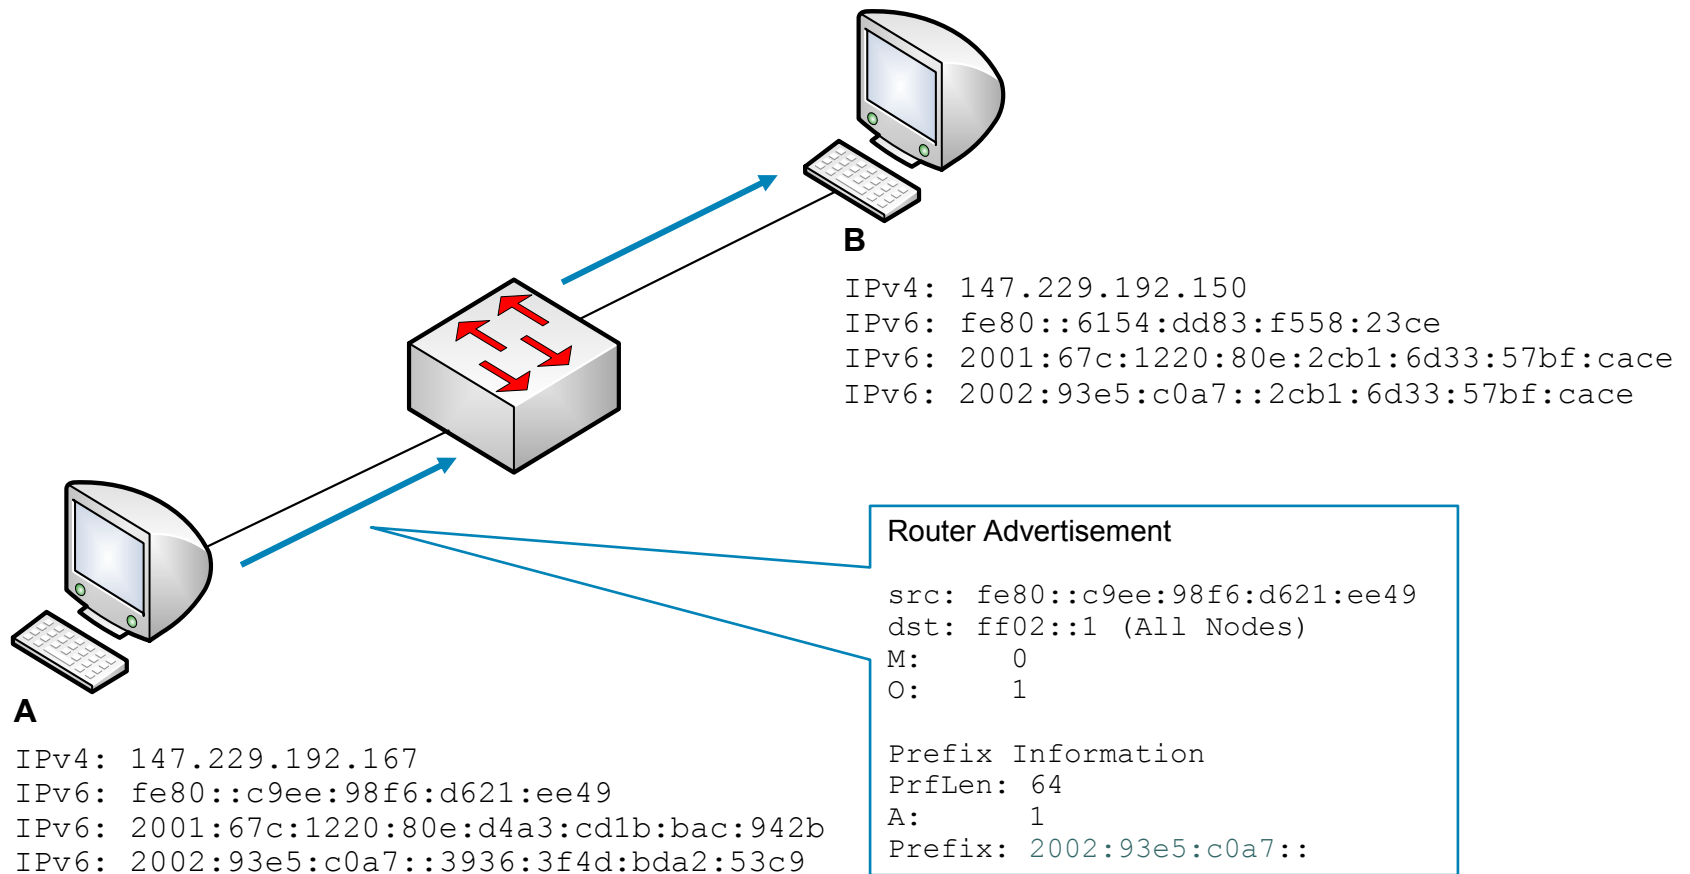 B
IPv4: 147.229.192.150
IPv6: fe80::6154:dd83:f558:23ce
IPv6: 2001:67c:1220:80e:2cb1:6d33:57bf:cace
IPv6: 2002:93e5:c0a7::2cb1:6d33:57bf:cace
Router Advertisement
src: fe80::c9ee:98f6:d621:ee49
dst: ff02::1 (All Nodes)
M: 0
O: 1
Prefix Information
PrfLen: 64
A: 1
Prefix: 2002:93e5:c0a7::
A
IPv4: 147.229.192.167
IPv6: fe80::c9ee:98f6:d621:ee49
IPv6: 2001:67c:1220:80e:d4a3:cd1b:bac:942b
IPv6: 2002:93e5:c0a7::3936:3f4d:bda2:53c9